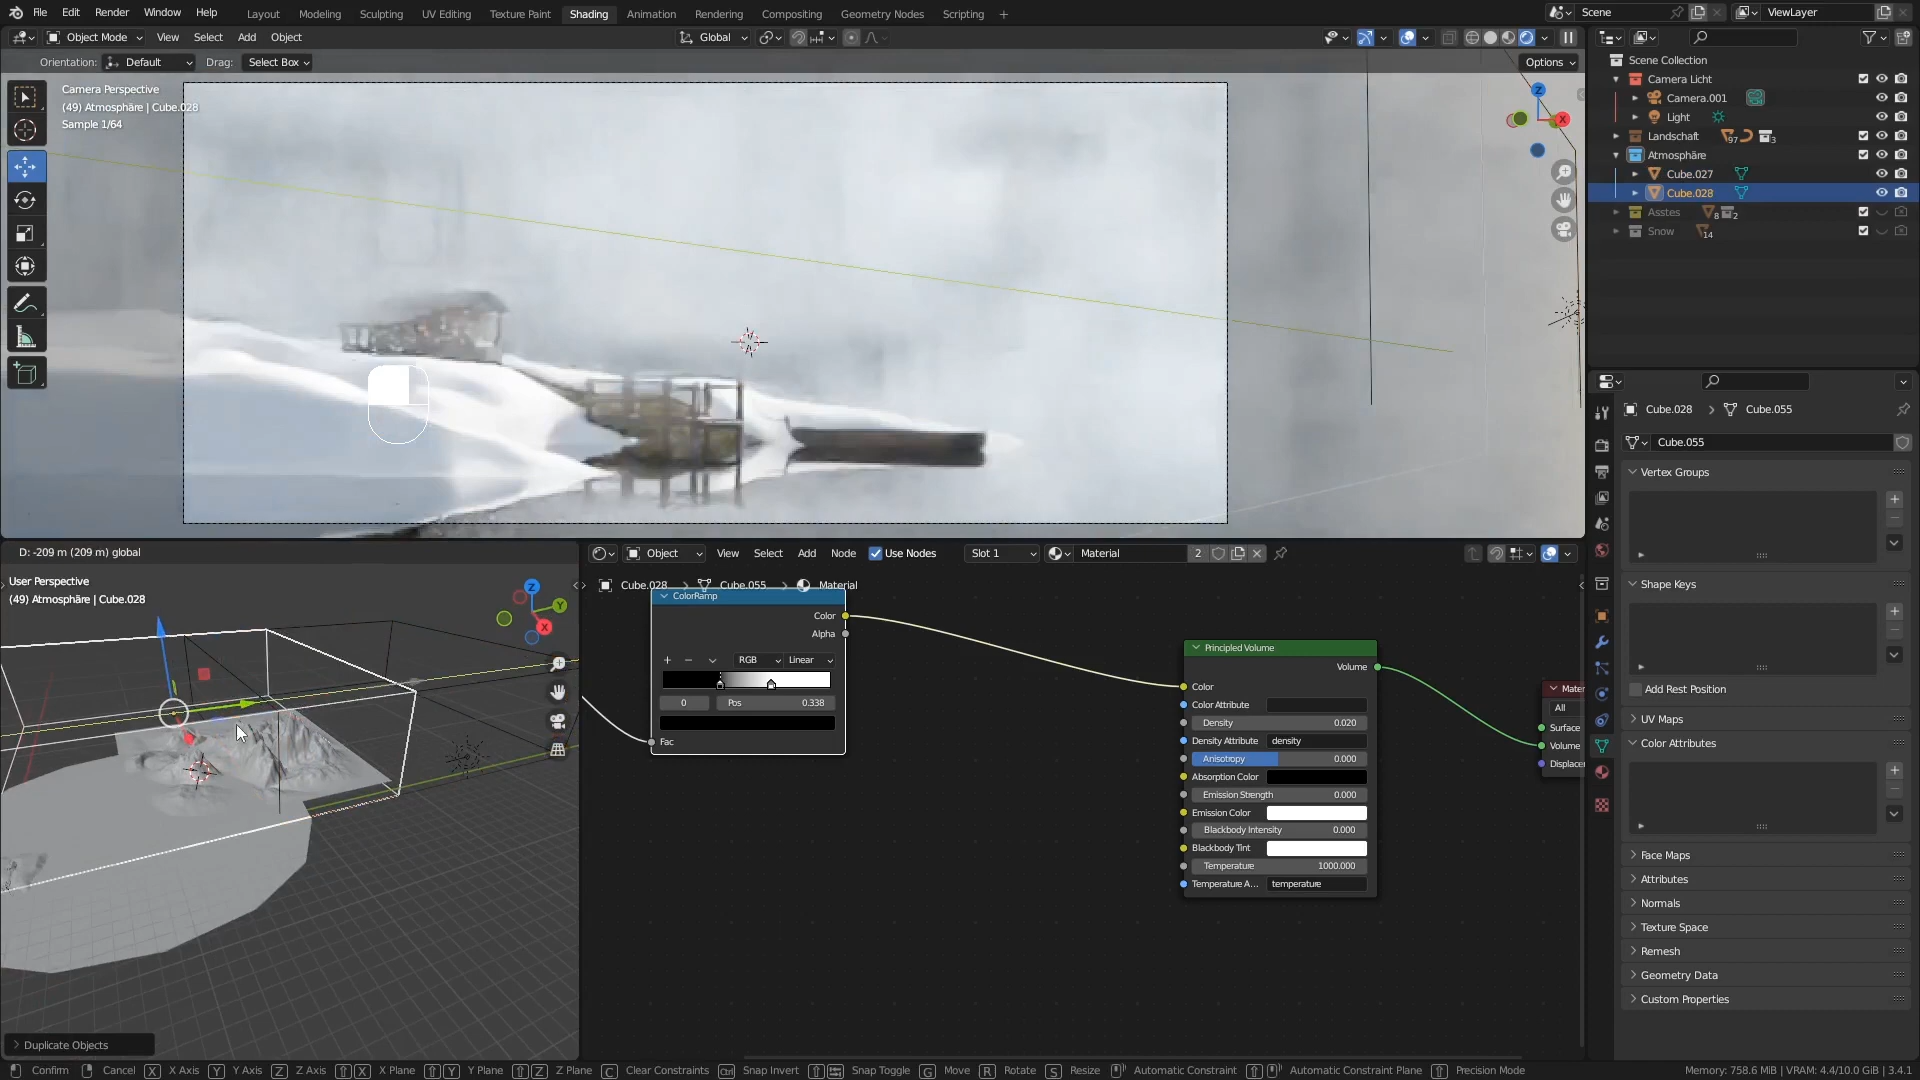 File Edit Render Window Help Layout Modeling Sculpting UV Editing Texture Paint Shading Animation Rendering Compositing Geometry Nodes Scripting + Scene ViewLayer
Object Mode View Select Add Object Global
Orientation: Default Drag: Select Box Options
Camera Perspective
(49) Atmosphäre | Cube.028
Sample 1/64
Z
X
Scene Collection
Camera Licht
Camera.001
Light
Landschaft 97 3
Atmosphäre
Cube.027
Cube.028
Asstes 8 2
Snow 14
Cube.028 > Cube.055
Cube.055
Vertex Groups
Shape Keys
Add Rest Position
UV Maps
Color Attributes
Face Maps
Attributes
Normals
Texture Space
Remesh
Geometry Data
Custom Properties
D: -209 m (209 m) global
User Perspective
(49) Atmosphäre | Cube.028
Z
Y
X
Duplicate Objects
Object View Select Add Node Use Nodes Slot 1 Material 2
Cube.028 > Cube.055 > Material
ColorRamp
Color
Alpha
+ − RGB Linear
0 Pos 0.338
Fac
Principled Volume
Volume
Color
Color Attribute
Density 0.020
Density Attribute density
Anisotropy 0.000
Absorption Color
Emission Strength 0.000
Emission Color
Blackbody Intensity 0.000
Blackbody Tint
Temperature 1000.000
Temperature A... temperature
Mater
All
Surface
Volume
Displacer
Confirm Cancel X X Axis Y Y Axis Z Z Axis X X Plane Y Y Plane Z Z Plane C Clear Constraints Ctrl Snap Invert Snap Toggle G Move R Rotate S Resize Automatic Constraint Automatic Constraint Plane Precision Mode Memory: 758.6 MiB | VRAM: 4.4/10.0 GiB | 3.4.1